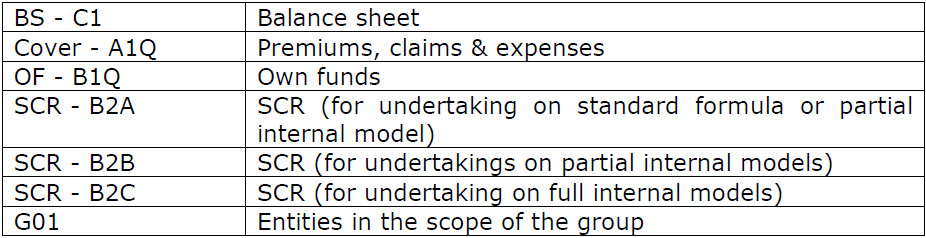 BS - C1 Balance sheet
Cover - A1Q Premiums, claims & expenses
OF - B1Q Own funds
SCR - B2A SCR (for undertaking on standard formula or partial
internal model)
SCR - B2B SCR (for undertakings on partial internal models)
SCR - B2C SCR (for undertaking on full internal models)
G01 Entities in the scope of the group